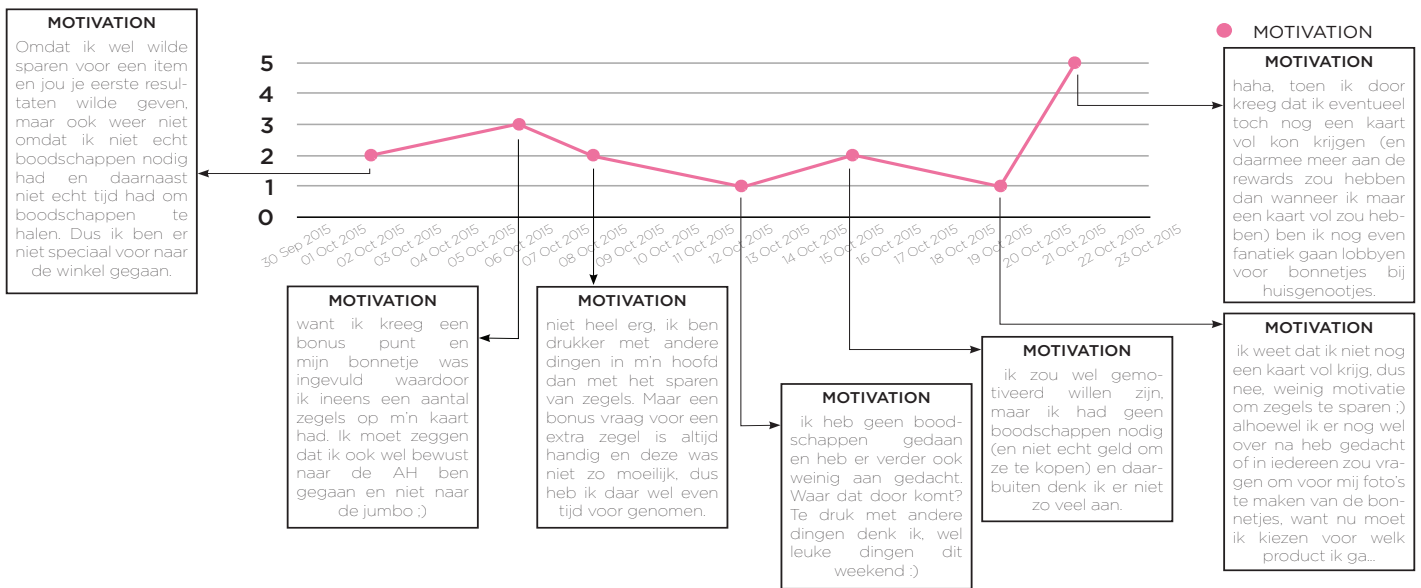 MOTIVATION
Omdat ik wel wilde
sparen voor een item
en jou je eerste resul-
taten wilde geven,
maar ook weer niet
omdat ik niet echt
boodschappen nodig
had en daarnaast
niet echt tijd had om
boodschappen te
halen. Dus ik ben er
niet speciaal voor naar
de winkel gegaan.
MOTIVATION
5
4
3
2
1
0
30 Sep 2015
01 Oct 2015
02 Oct 2015
03 Oct 2015
04 Oct 2015
05 Oct 2015
06 Oct 2015
07 Oct 2015
08 Oct 2015
09 Oct 2015
10 Oct 2015
11 Oct 2015
12 Oct 2015
13 Oct 2015
14 Oct 2015
15 Oct 2015
16 Oct 2015
17 Oct 2015
18 Oct 2015
19 Oct 2015
20 Oct 2015
21 Oct 2015
22 Oct 2015
23 Oct 2015
MOTIVATION
want ik kreeg een
bonus punt en
mijn bonnetje was
ingevuld waardoor
ik ineens een aantal
zegels op m'n kaart
had. Ik moet zeggen
dat ik ook wel bewust
naar de AH ben
gegaan en niet naar
de jumbo ;)
MOTIVATION
niet heel erg, ik ben
drukker met andere
dingen in m'n hoofd
dan met het sparen
van zegels. Maar een
bonus vraag voor een
extra zegel is altijd
handig en deze was
niet zo moeilijk, dus
heb ik daar wel even
tijd voor genomen.
MOTIVATION
ik heb geen bood-
schappen gedaan
en heb er verder ook
weinig aan gedacht.
Waar dat door komt?
Te druk met andere
dingen denk ik, wel
leuke dingen dit
weekend :)
MOTIVATION
ik zou wel gemo-
tiveerd willen zijn,
maar ik had geen
boodschappen nodig
(en niet echt geld om
ze te kopen) en daar-
buiten denk ik er niet
zo veel aan.
MOTIVATION
haha, toen ik door
kreeg dat ik eventueel
toch nog een kaart
vol kon krijgen (en
daarmee meer aan de
rewards zou hebben
dan wanneer ik maar
een kaart vol zou heb-
ben) ben ik nog even
fanatiek gaan lobbyen
voor bonnetjes bij
huisgenootjes.
MOTIVATION
ik weet dat ik niet nog
een kaart vol krijg, dus
nee, weinig motivatie
om zegels te sparen ;)
alhoewel ik er nog wel
over na heb gedacht
of in iedereen zou vra-
gen om voor mij foto's
te maken van de bon-
netjes, want nu moet
ik kiezen voor welk
product ik ga...